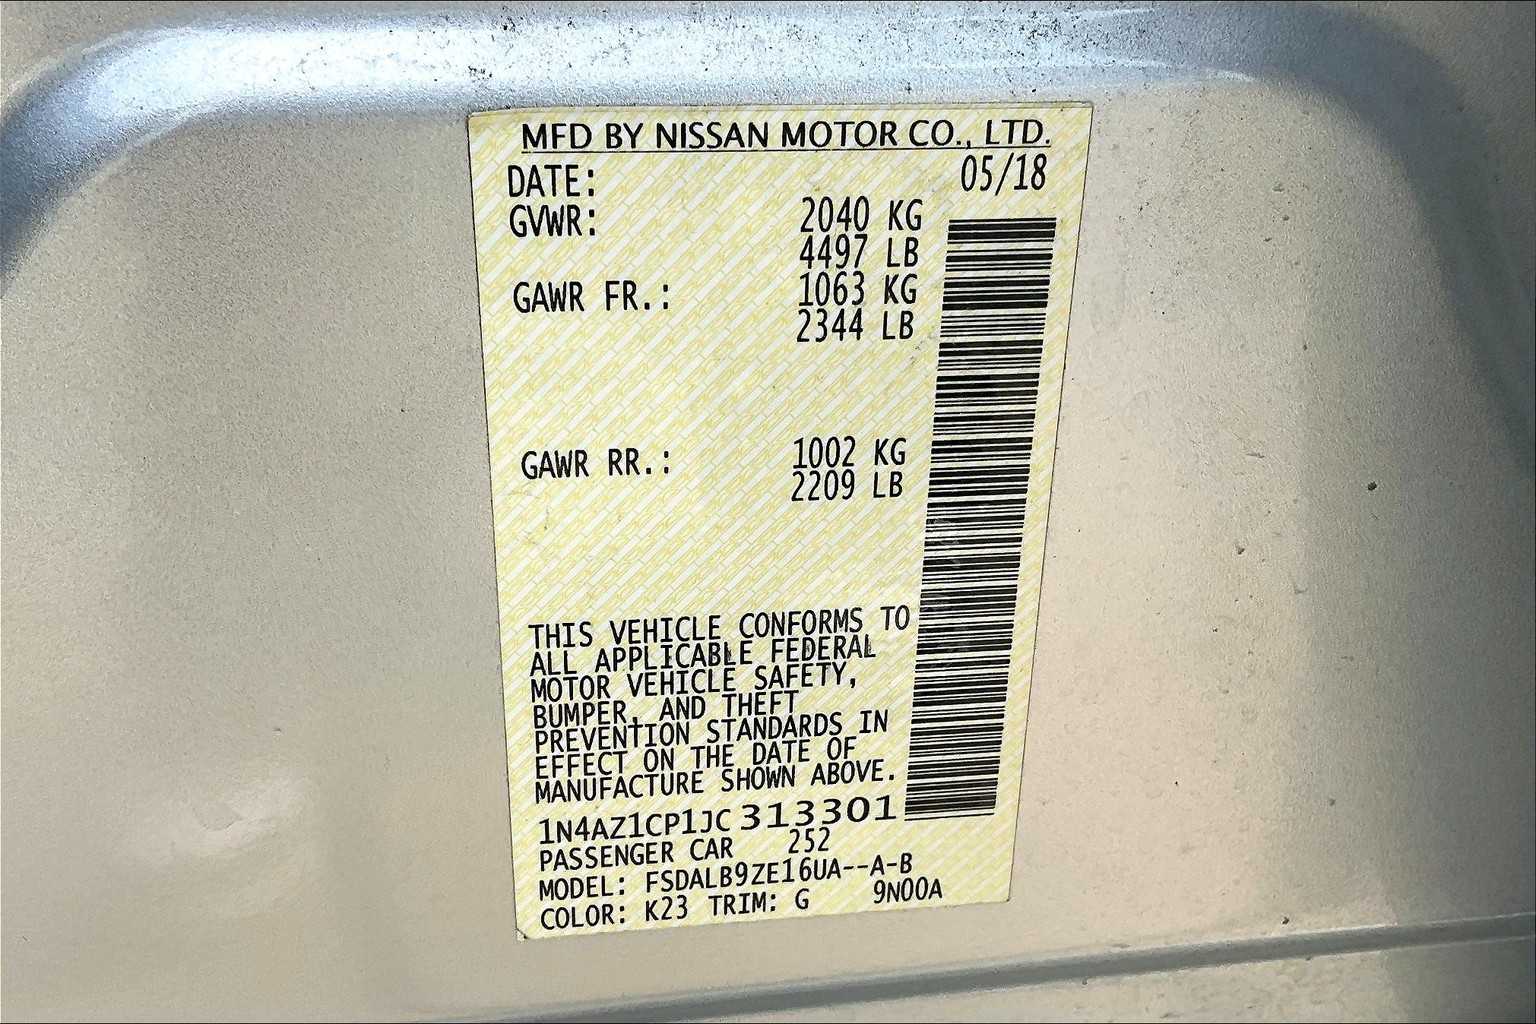 MFD BY NISSAN MOTOR CO., LTD.
DATE: 05/18
GVWR: 2040 KG
4497 LB
GAWR FR.: 1063 KG
2344 LB
GAWR RR.: 1002 KG
2209 LB
THIS VEHICLE CONFORMS TO
ALL APPLICABLE FEDERAL
MOTOR VEHICLE SAFETY,
BUMPER, AND THEFT
PREVENTION STANDARDS IN
EFFECT ON THE DATE OF
MANUFACTURE SHOWN ABOVE.
1N4AZ1CP1JC313301
PASSENGER CAR 252
MODEL: FSDALB9ZE16UA--A-B
COLOR: K23 TRIM: G 9N00A